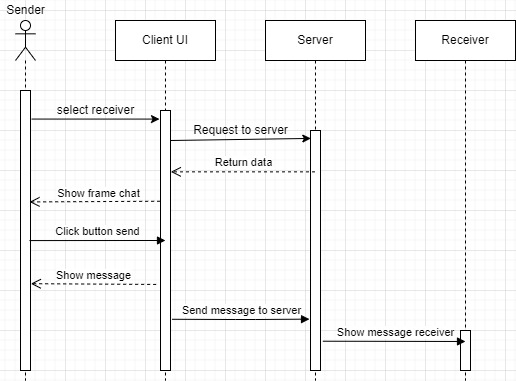 Sender
Client UI
Server
Receiver
select receiver
Request to server
Return data
Show frame chat
Click button send
Show message
Send message to server
Show message receiver